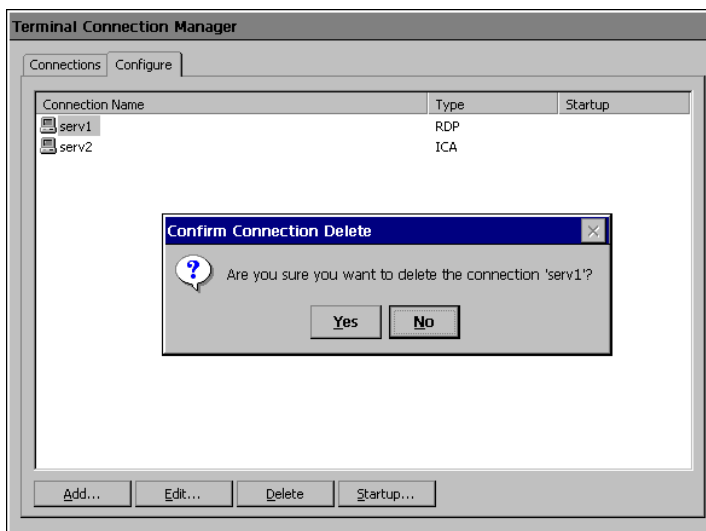 Terminal Connection Manager
Connections Configure
Connection Name Type Startup
serv1 RDP
serv2 ICA
Confirm Connection Delete
? Are you sure you want to delete the connection 'serv1'?
Yes No
Add... Edit... Delete Startup...